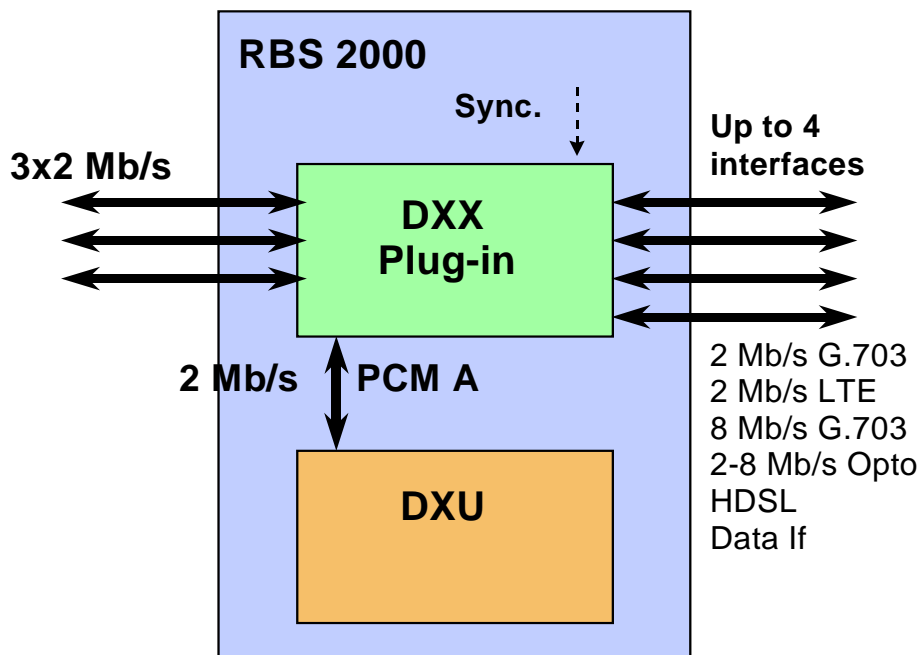 RBS 2000
Sync.
Up to 4
interfaces
3x2 Mb/s
DXX
Plug-in
2 Mb/s
PCM A
2 Mb/s G.703
2 Mb/s LTE
8 Mb/s G.703
2-8 Mb/s Opto
HDSL
Data If
DXU